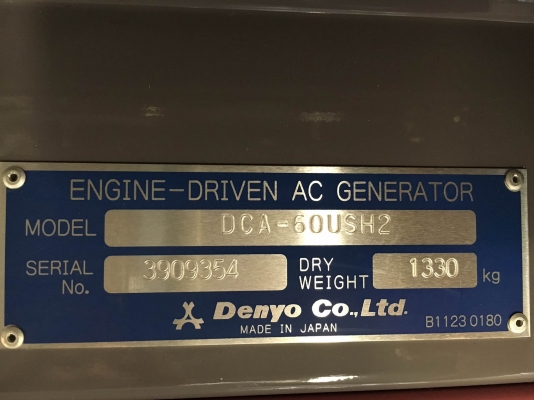 ENGINE-DRIVEN AC GENERATOR
MODEL DCA-60USH2
SERIAL No. 3909354 DRY WEIGHT 1330 kg
Denyo Co., Ltd.
MADE IN JAPAN B11230180